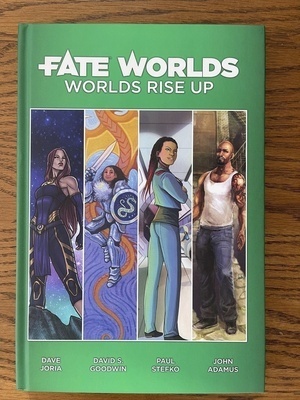 FATE WORLDS
WORLDS RISE UP
DAVE
JORIA
DAVID S.
GOODWIN
PAUL
STEFKO
JOHN
ADAMUS